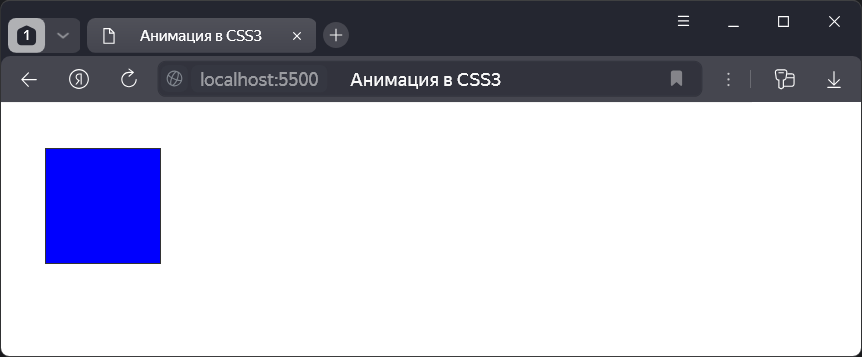 1
Анимация в CSS3
Я
localhost:5500
Анимация в CSS3